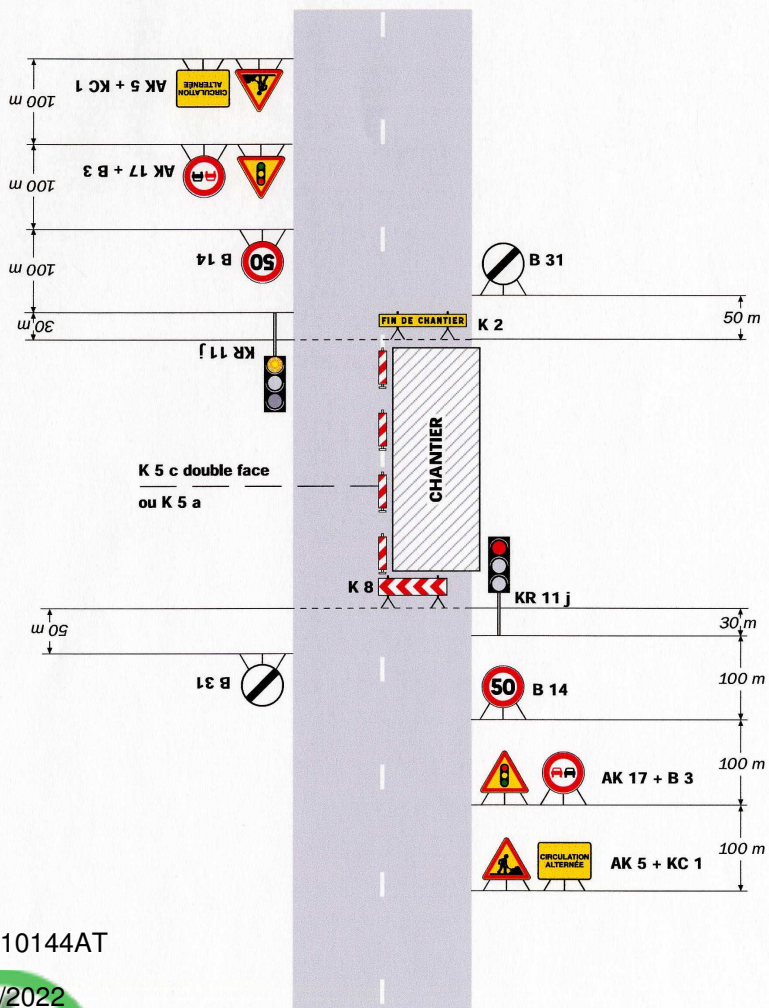 AK 5 + KC 1
CIRCULATION
ALTERNÉE
100 m
AK 17 + B 3
100 m
B 14
50
100 m
B 31
FIN DE CHANTIER
K 2
50 m
30 m
KR 11 j
CHANTIER
K 5 c double face
ou K 5 a
K 8
KR 11 j
50 m
30 m
B 31
50
B 14
100 m
AK 17 + B 3
100 m
CIRCULATION
ALTERNÉE
AK 5 + KC 1
100 m
10144AT
/2022